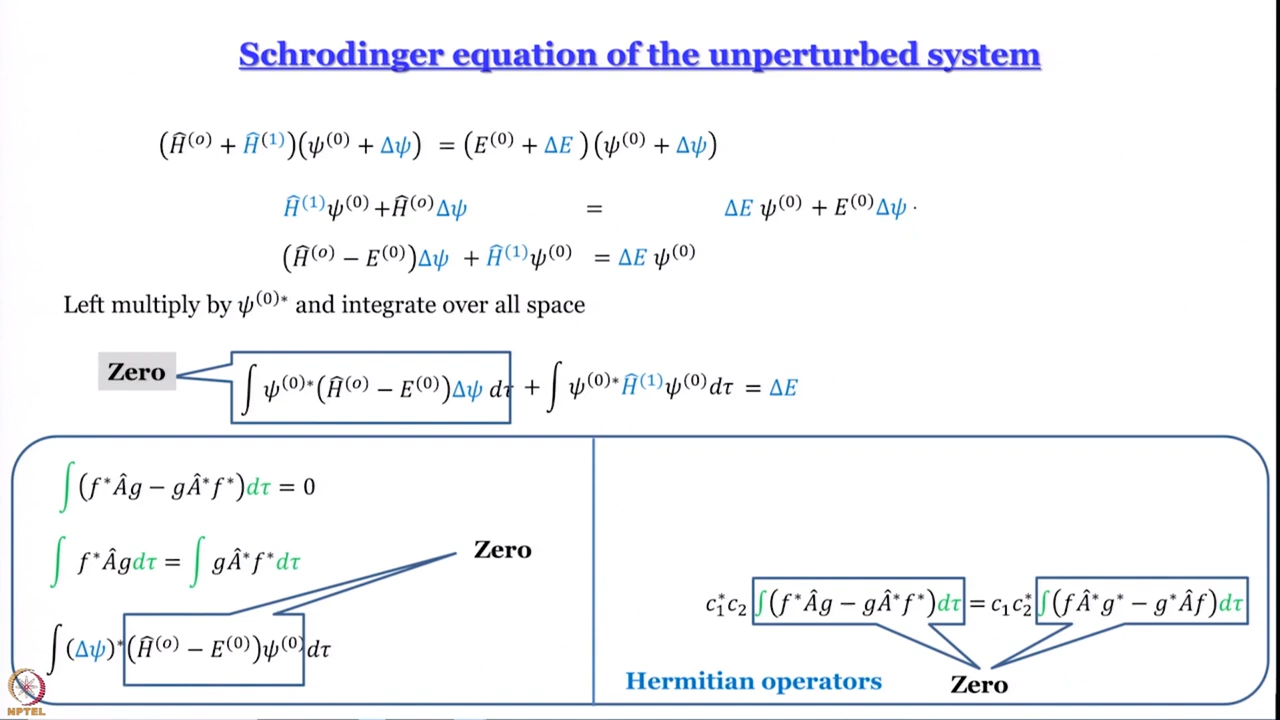 Schrodinger equation of the unperturbed system
(Ĥ⁽ᵒ⁾ + Ĥ⁽¹⁾)(ψ⁽⁰⁾ + Δψ) = (E⁽⁰⁾ + ΔE )(ψ⁽⁰⁾ + Δψ)
Ĥ⁽¹⁾ψ⁽⁰⁾+Ĥ⁽ᵒ⁾Δψ = ΔE ψ⁽⁰⁾ + E⁽⁰⁾Δψ ·
(Ĥ⁽ᵒ⁾ − E⁽⁰⁾)Δψ + Ĥ⁽¹⁾ψ⁽⁰⁾ = ΔE ψ⁽⁰⁾
Left multiply by ψ⁽⁰⁾* and integrate over all space
Zero
∫ψ⁽⁰⁾*(Ĥ⁽ᵒ⁾ − E⁽⁰⁾)Δψ dτ + ∫ψ⁽⁰⁾*Ĥ⁽¹⁾ψ⁽⁰⁾dτ = ΔE
∫(f*Âg − gÂ*f*)dτ = 0
∫ f*Âgdτ = ∫ gÂ*f*dτ
Zero
∫(Δψ)*(Ĥ⁽ᵒ⁾ − E⁽⁰⁾)ψ⁽⁰⁾dτ
c₁*c₂ ∫(f*Âg − gÂ*f*)dτ = c₁c₂* ∫(fÂ*g* − g*Âf)dτ
Hermitian operators
Zero
NPTEL